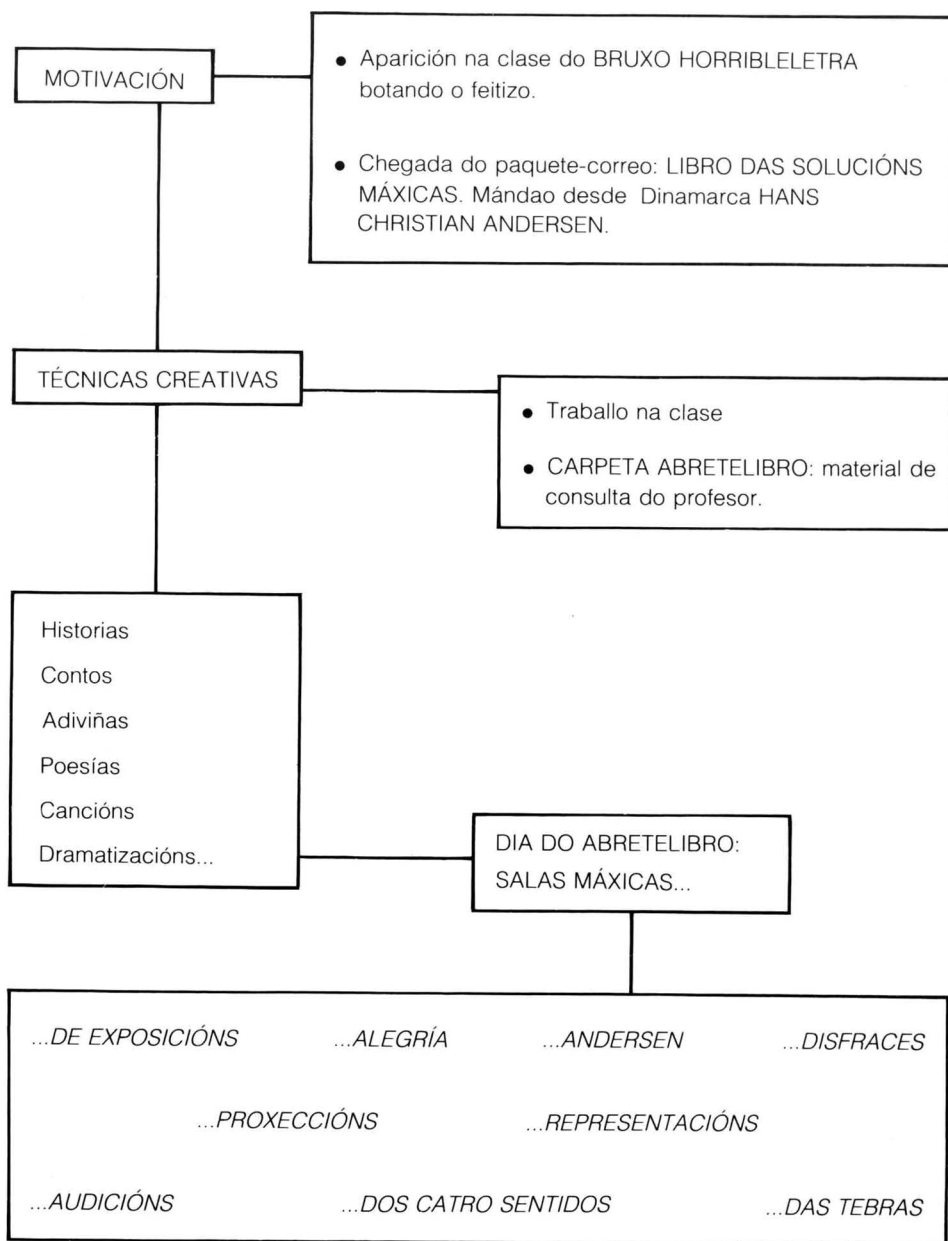 MOTIVACIÓN
● Aparición na clase do BRUXO HORRIBLELETRA
botando o feitizo.
● Chegada do paquete-correo: LIBRO DAS SOLUCIÓNS
MÁXICAS. Mándao desde Dinamarca HANS
CHRISTIAN ANDERSEN.
TÉCNICAS CREATIVAS
● Traballo na clase
● CARPETA ABRETELIBRO: material de
consulta do profesor.
Historias
Contos
Adiviñas
Poesías
Cancións
Dramatizacións...
DIA DO ABRETELIBRO:
SALAS MÁXICAS...
...DE EXPOSICIÓNS ...ALEGRÍA ...ANDERSEN ...DISFRACES
...PROXECCIÓNS ...REPRESENTACIÓNS
...AUDICIÓNS ...DOS CATRO SENTIDOS ...DAS TEBRAS